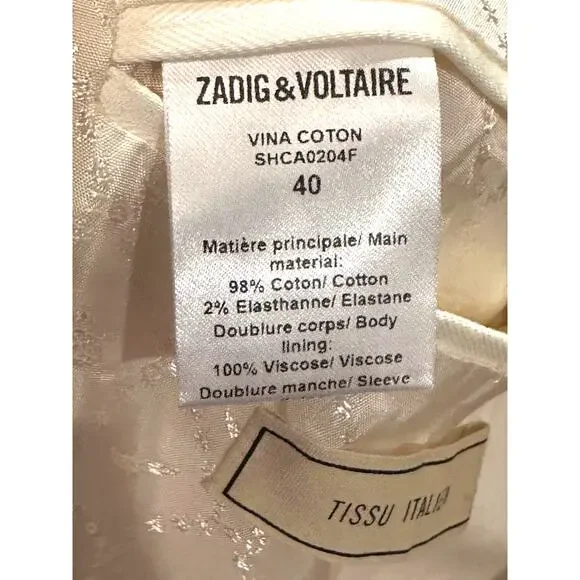 ZADIG&VOLTAIRE
VINA COTON
SHCA0204F
40
Matière principale/ Main
material:
98% Coton/ Cotton
2% Elasthanne/ Elastane
Doublure corps/ Body
lining:
100% Viscose/ Viscose
Doublure manche/ Sleeve
TISSU